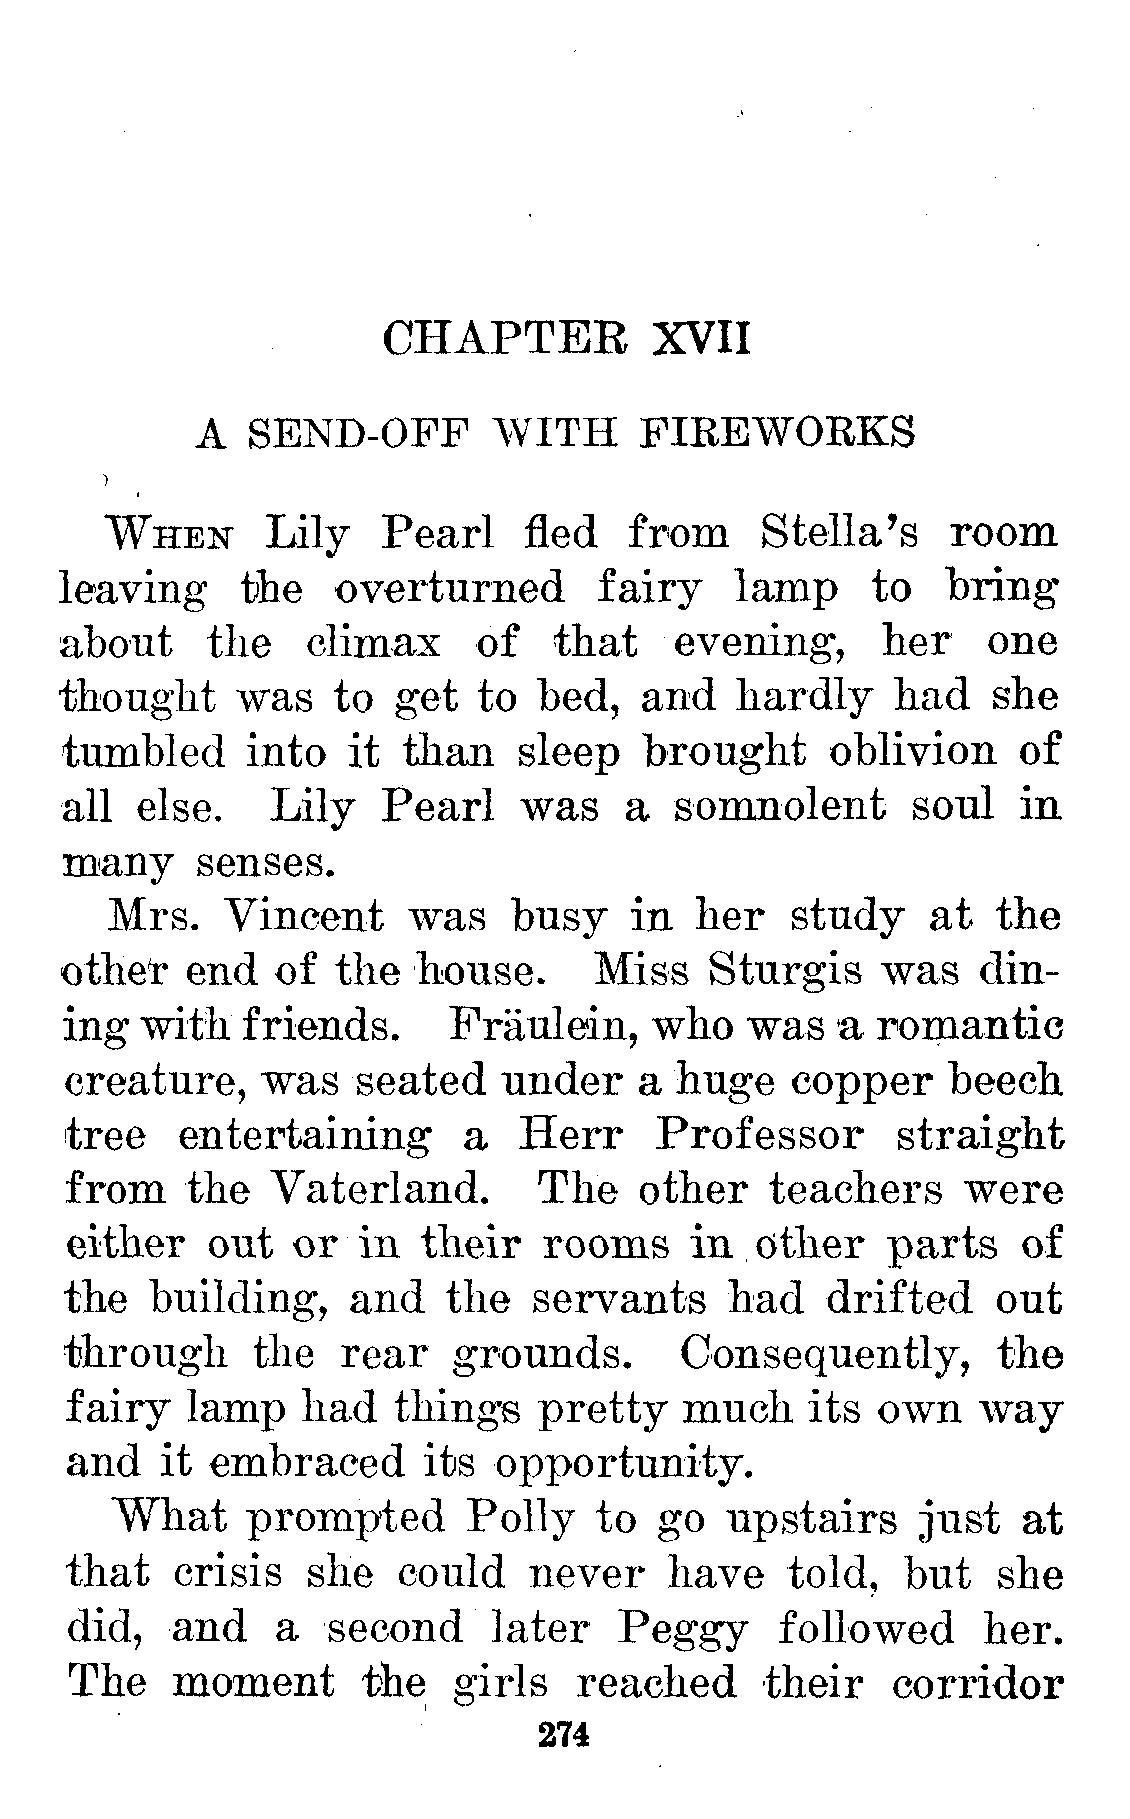 CHAPTER XVII
A SEND-OFF WITH FIREWORKS
WHEN Lily Pearl fled from Stella's room
leaving the overturned fairy lamp to bring
about the climax of that evening, her one
thought was to get to bed, and hardly had she
tumbled into it than sleep brought oblivion of
all else. Lily Pearl was a somnolent soul in
many senses.
Mrs. Vincent was busy in her study at the
other end of the house. Miss Sturgis was din-
ing with friends. Fräulein, who was a romantic
creature, was seated under a huge copper beech
tree entertaining a Herr Professor straight
from the Vaterland. The other teachers were
either out or in their rooms in other parts of
the building, and the servants had drifted out
through the rear grounds. Consequently, the
fairy lamp had things pretty much its own way
and it embraced its opportunity.
What prompted Polly to go upstairs just at
that crisis she could never have told, but she
did, and a second later Peggy followed her.
The moment the girls reached their corridor
274